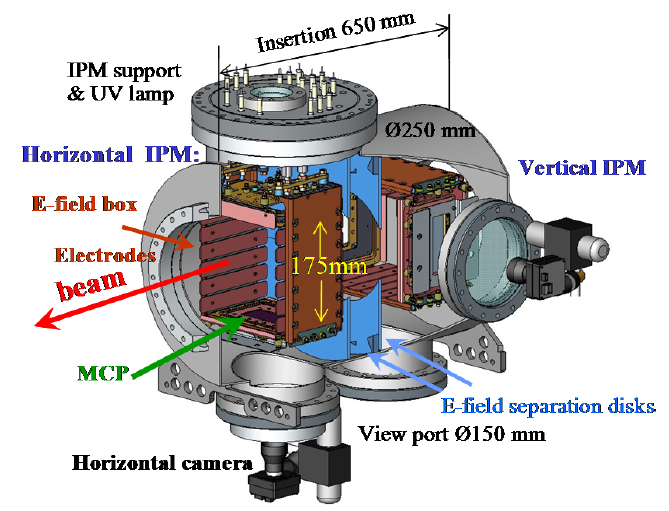 Insertion 650 mm
IPM support
& UV lamp
Ø250 mm
Horizontal IPM:
Vertical IPM
E-field box
Electrodes
beam
175mm
MCP
E-field separation disks
View port Ø150 mm
Horizontal camera